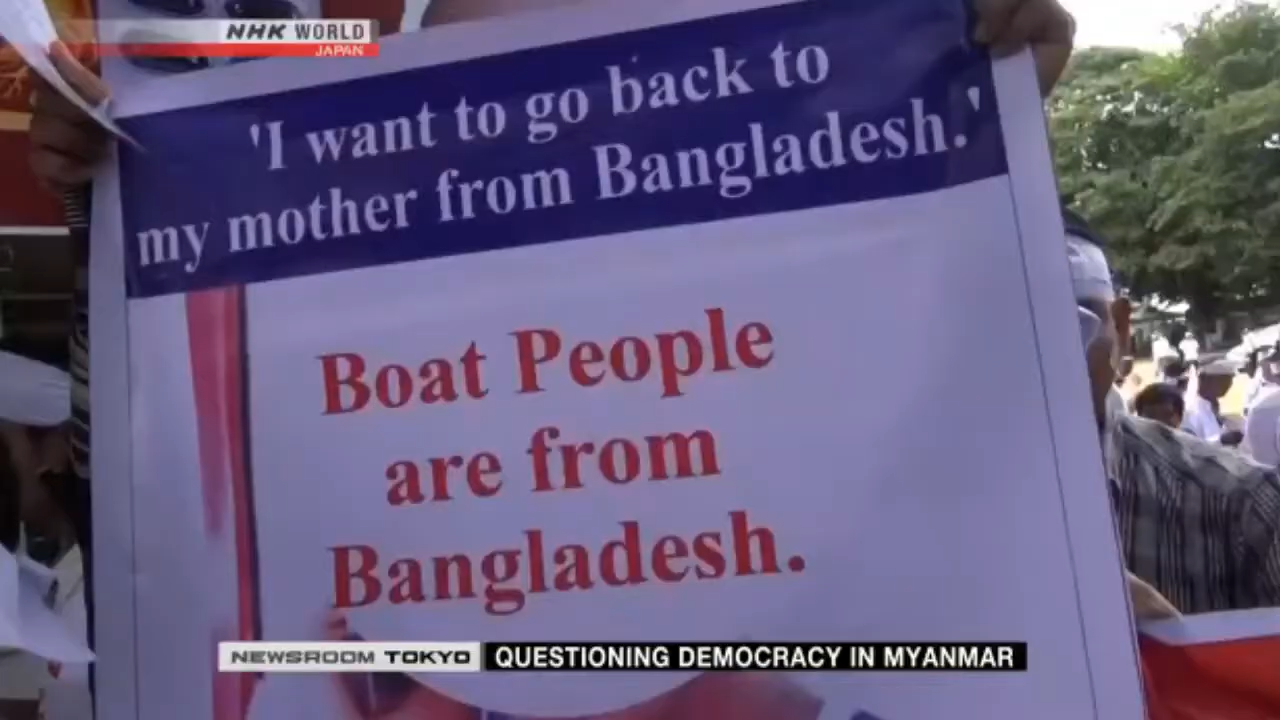 NHK WORLD
JAPAN
'I want to go back to
my mother from Bangladesh.'
Boat People
are from
Bangladesh.
NEWSROOM TOKYO QUESTIONING DEMOCRACY IN MYANMAR